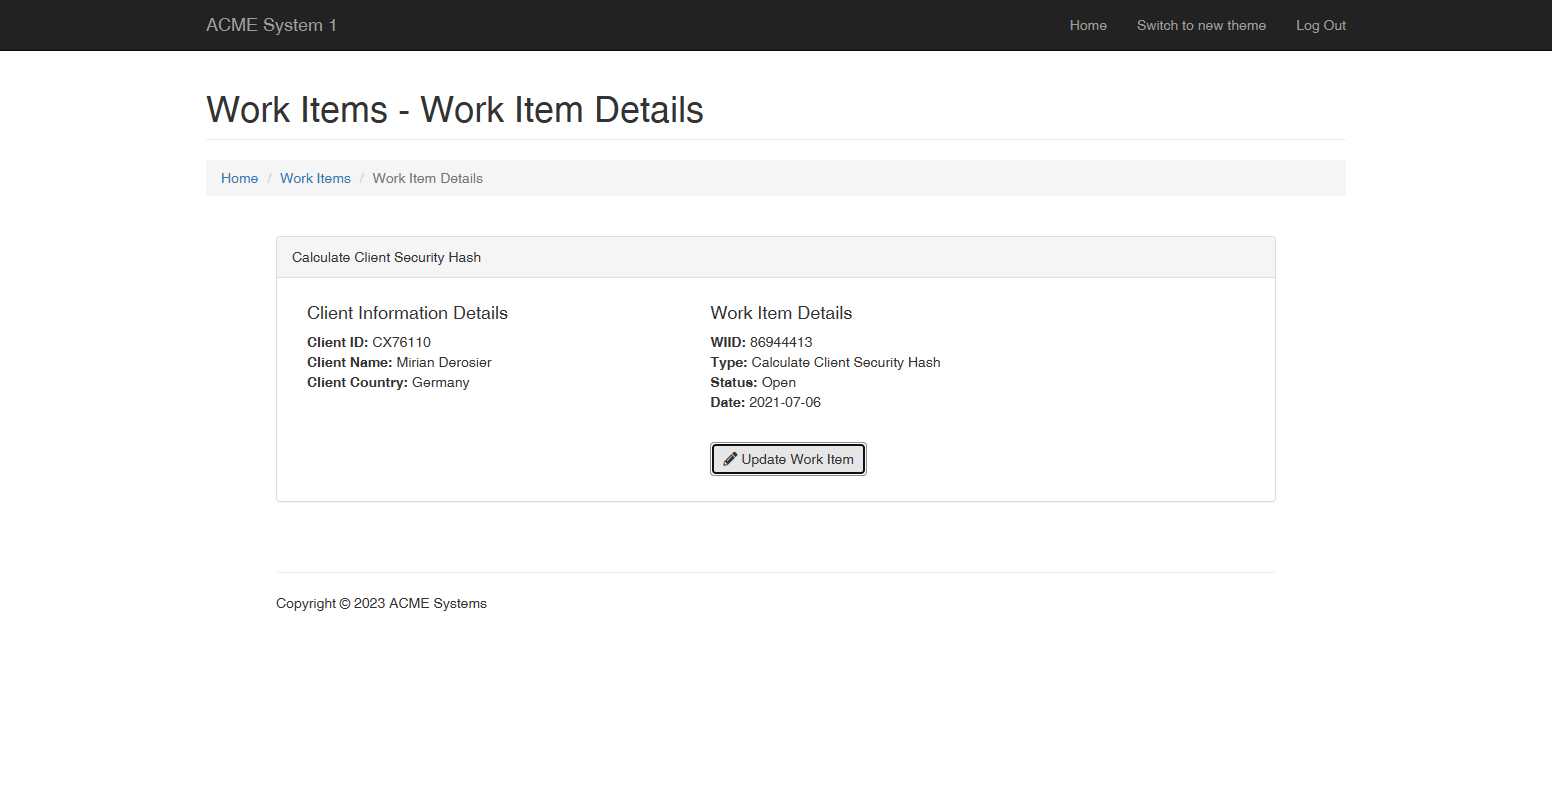 ACME System 1
Home
Switch to new theme
Log Out
Work Items - Work Item Details
Home / Work Items / Work Item Details
Calculate Client Security Hash
Client Information Details
Client ID: CX76110
Client Name: Mirian Derosier
Client Country: Germany
Work Item Details
WIID: 86944413
Type: Calculate Client Security Hash
Status: Open
Date: 2021-07-06
Update Work Item
Copyright © 2023 ACME Systems